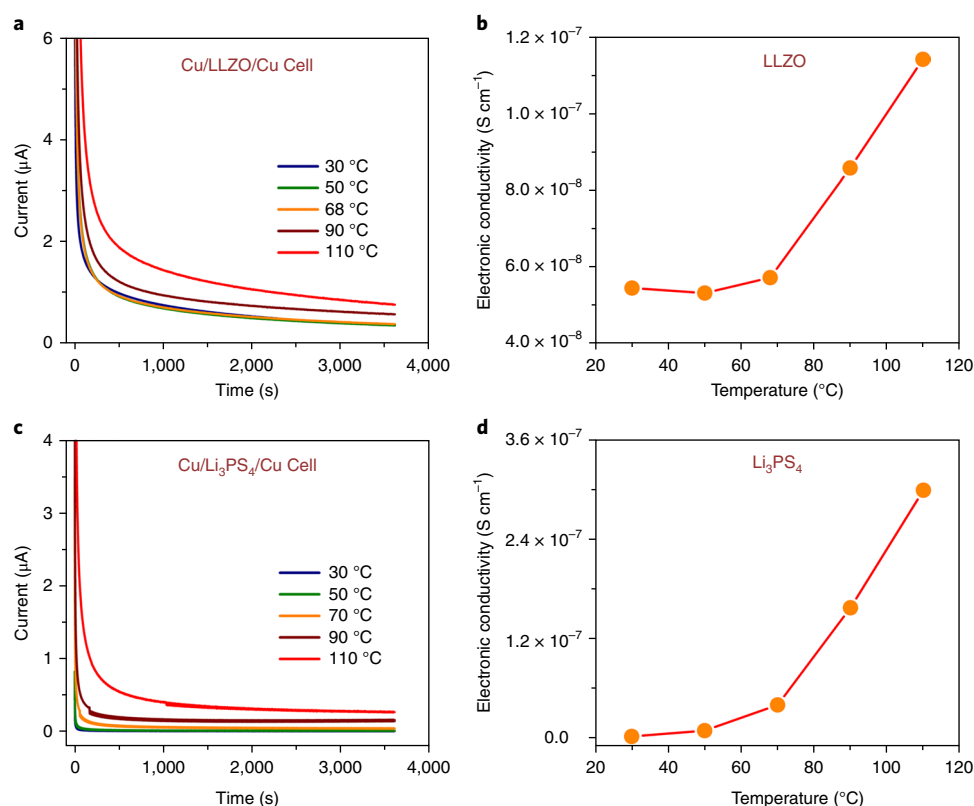 a
6
4
2
0
Current (μA)
Cu/LLZO/Cu Cell
30 °C
50 °C
68 °C
90 °C
110 °C
0
1,000
2,000
3,000
4,000
Time (s)
b
1.2 × 10⁻⁷
1.0 × 10⁻⁷
8.0 × 10⁻⁸
6.0 × 10⁻⁸
4.0 × 10⁻⁸
Electronic conductivity (S cm⁻¹)
LLZO
20
40
60
80
100
120
Temperature (°C)
c
4
3
2
1
0
Current (μA)
Cu/Li₃PS₄/Cu Cell
30 °C
50 °C
70 °C
90 °C
110 °C
0
1,000
2,000
3,000
4,000
Time (s)
d
3.6 × 10⁻⁷
2.4 × 10⁻⁷
1.2 × 10⁻⁷
0.0
Electronic conductivity (S cm⁻¹)
Li₃PS₄
20
40
60
80
100
120
Temperature (°C)